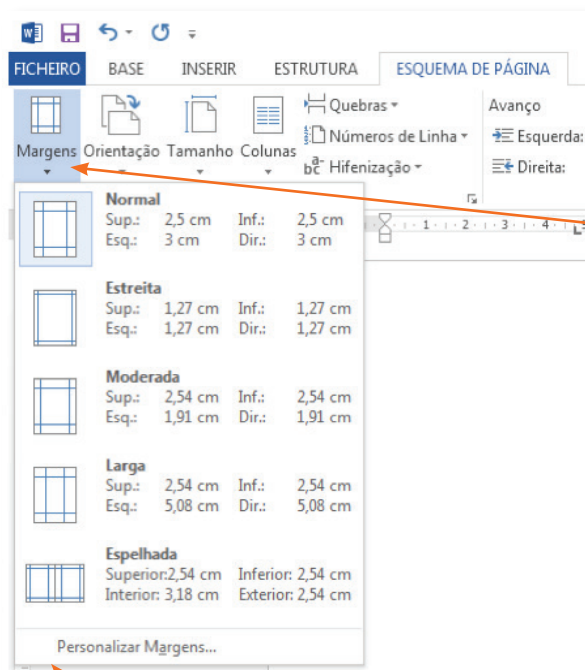 FICHEIRO BASE INSERIR ESTRUTURA ESQUEMA DE PÁGINA
Margens Orientação Tamanho Colunas
Quebras
Números de Linha
Hifenização
Avanço
Esquerda:
Direita:
1 2 3 4 5
Normal
Sup.: 2,5 cm Inf.: 2,5 cm
Esq.: 3 cm Dir.: 3 cm
Estreita
Sup.: 1,27 cm Inf.: 1,27 cm
Esq.: 1,27 cm Dir.: 1,27 cm
Moderada
Sup.: 2,54 cm Inf.: 2,54 cm
Esq.: 1,91 cm Dir.: 1,91 cm
Larga
Sup.: 2,54 cm Inf.: 2,54 cm
Esq.: 5,08 cm Dir.: 5,08 cm
Espelhada
Superior:2,54 cm Inferior: 2,54 cm
Interior: 3,18 cm Exterior: 2,54 cm
Personalizar Margens...